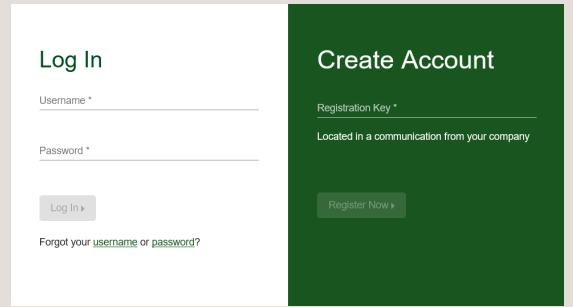 Log In
Username *
Password *
Log In
Forgot your username or password?
Create Account
Registration Key *
Located in a communication from your company
Register Now